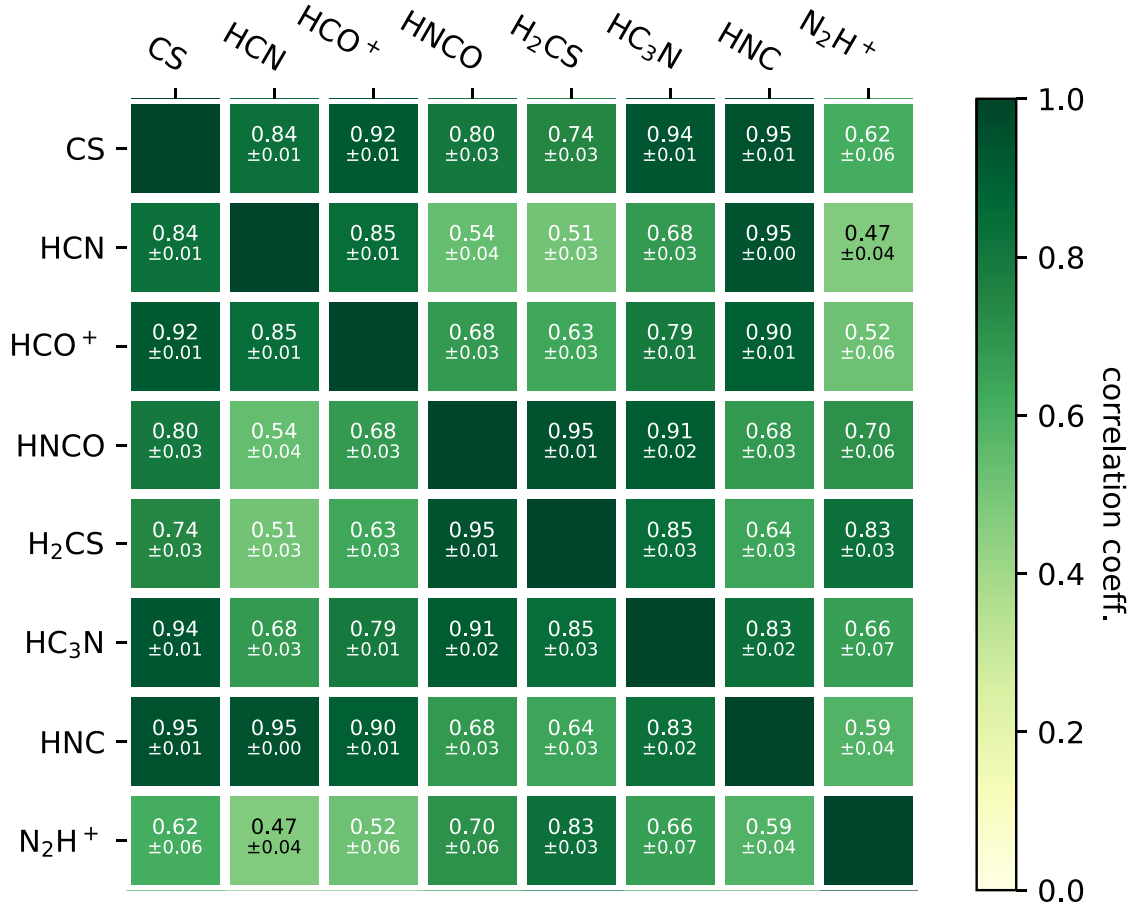 CS HCN HCO+ HNCO H₂CS HC₃N HNC N₂H+
CS 0.84 0.92 0.80 0.74 0.94 0.95 0.62
±0.01 ±0.01 ±0.03 ±0.03 ±0.01 ±0.01 ±0.06
HCN 0.84 0.85 0.54 0.51 0.68 0.95 0.47
±0.01 ±0.01 ±0.04 ±0.03 ±0.03 ±0.00 ±0.04
HCO+ 0.92 0.85 0.68 0.63 0.79 0.90 0.52
±0.01 ±0.01 ±0.03 ±0.03 ±0.01 ±0.01 ±0.06
HNCO 0.80 0.54 0.68 0.95 0.91 0.68 0.70
±0.03 ±0.04 ±0.03 ±0.01 ±0.02 ±0.03 ±0.06
H₂CS 0.74 0.51 0.63 0.95 0.85 0.64 0.83
±0.03 ±0.03 ±0.03 ±0.01 ±0.03 ±0.03 ±0.03
HC₃N 0.94 0.68 0.79 0.91 0.85 0.83 0.66
±0.01 ±0.03 ±0.01 ±0.02 ±0.03 ±0.02 ±0.07
HNC 0.95 0.95 0.90 0.68 0.64 0.83 0.59
±0.01 ±0.00 ±0.01 ±0.03 ±0.03 ±0.02 ±0.04
N₂H+ 0.62 0.47 0.52 0.70 0.83 0.66 0.59
±0.06 ±0.04 ±0.06 ±0.06 ±0.03 ±0.07 ±0.04
1.0
0.8
0.6
0.4
0.2
0.0
correlation coeff.